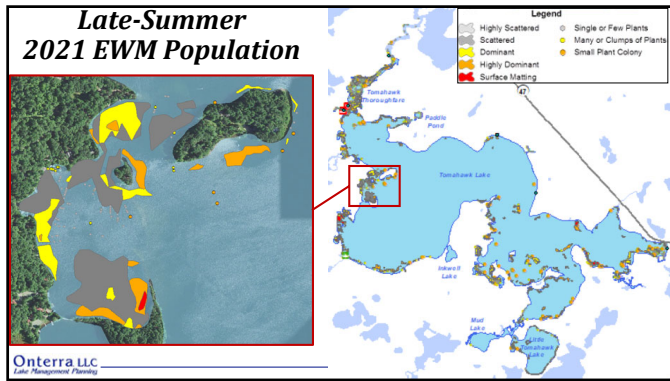 Late-Summer
2021 EWM Population
Legend
Highly Scattered
Scattered
Dominant
Highly Dominant
Surface Matting
Single or Few Plants
Many or Clumps of Plants
Small Plant Colony
47
Tomahawk
Thoroughfare
Paddle
Pond
Tomahawk Lake
Inkwell
Lake
Mud
Lake
Little
Tomahawk
Lake
Onterra LLC
Lake Management Planning